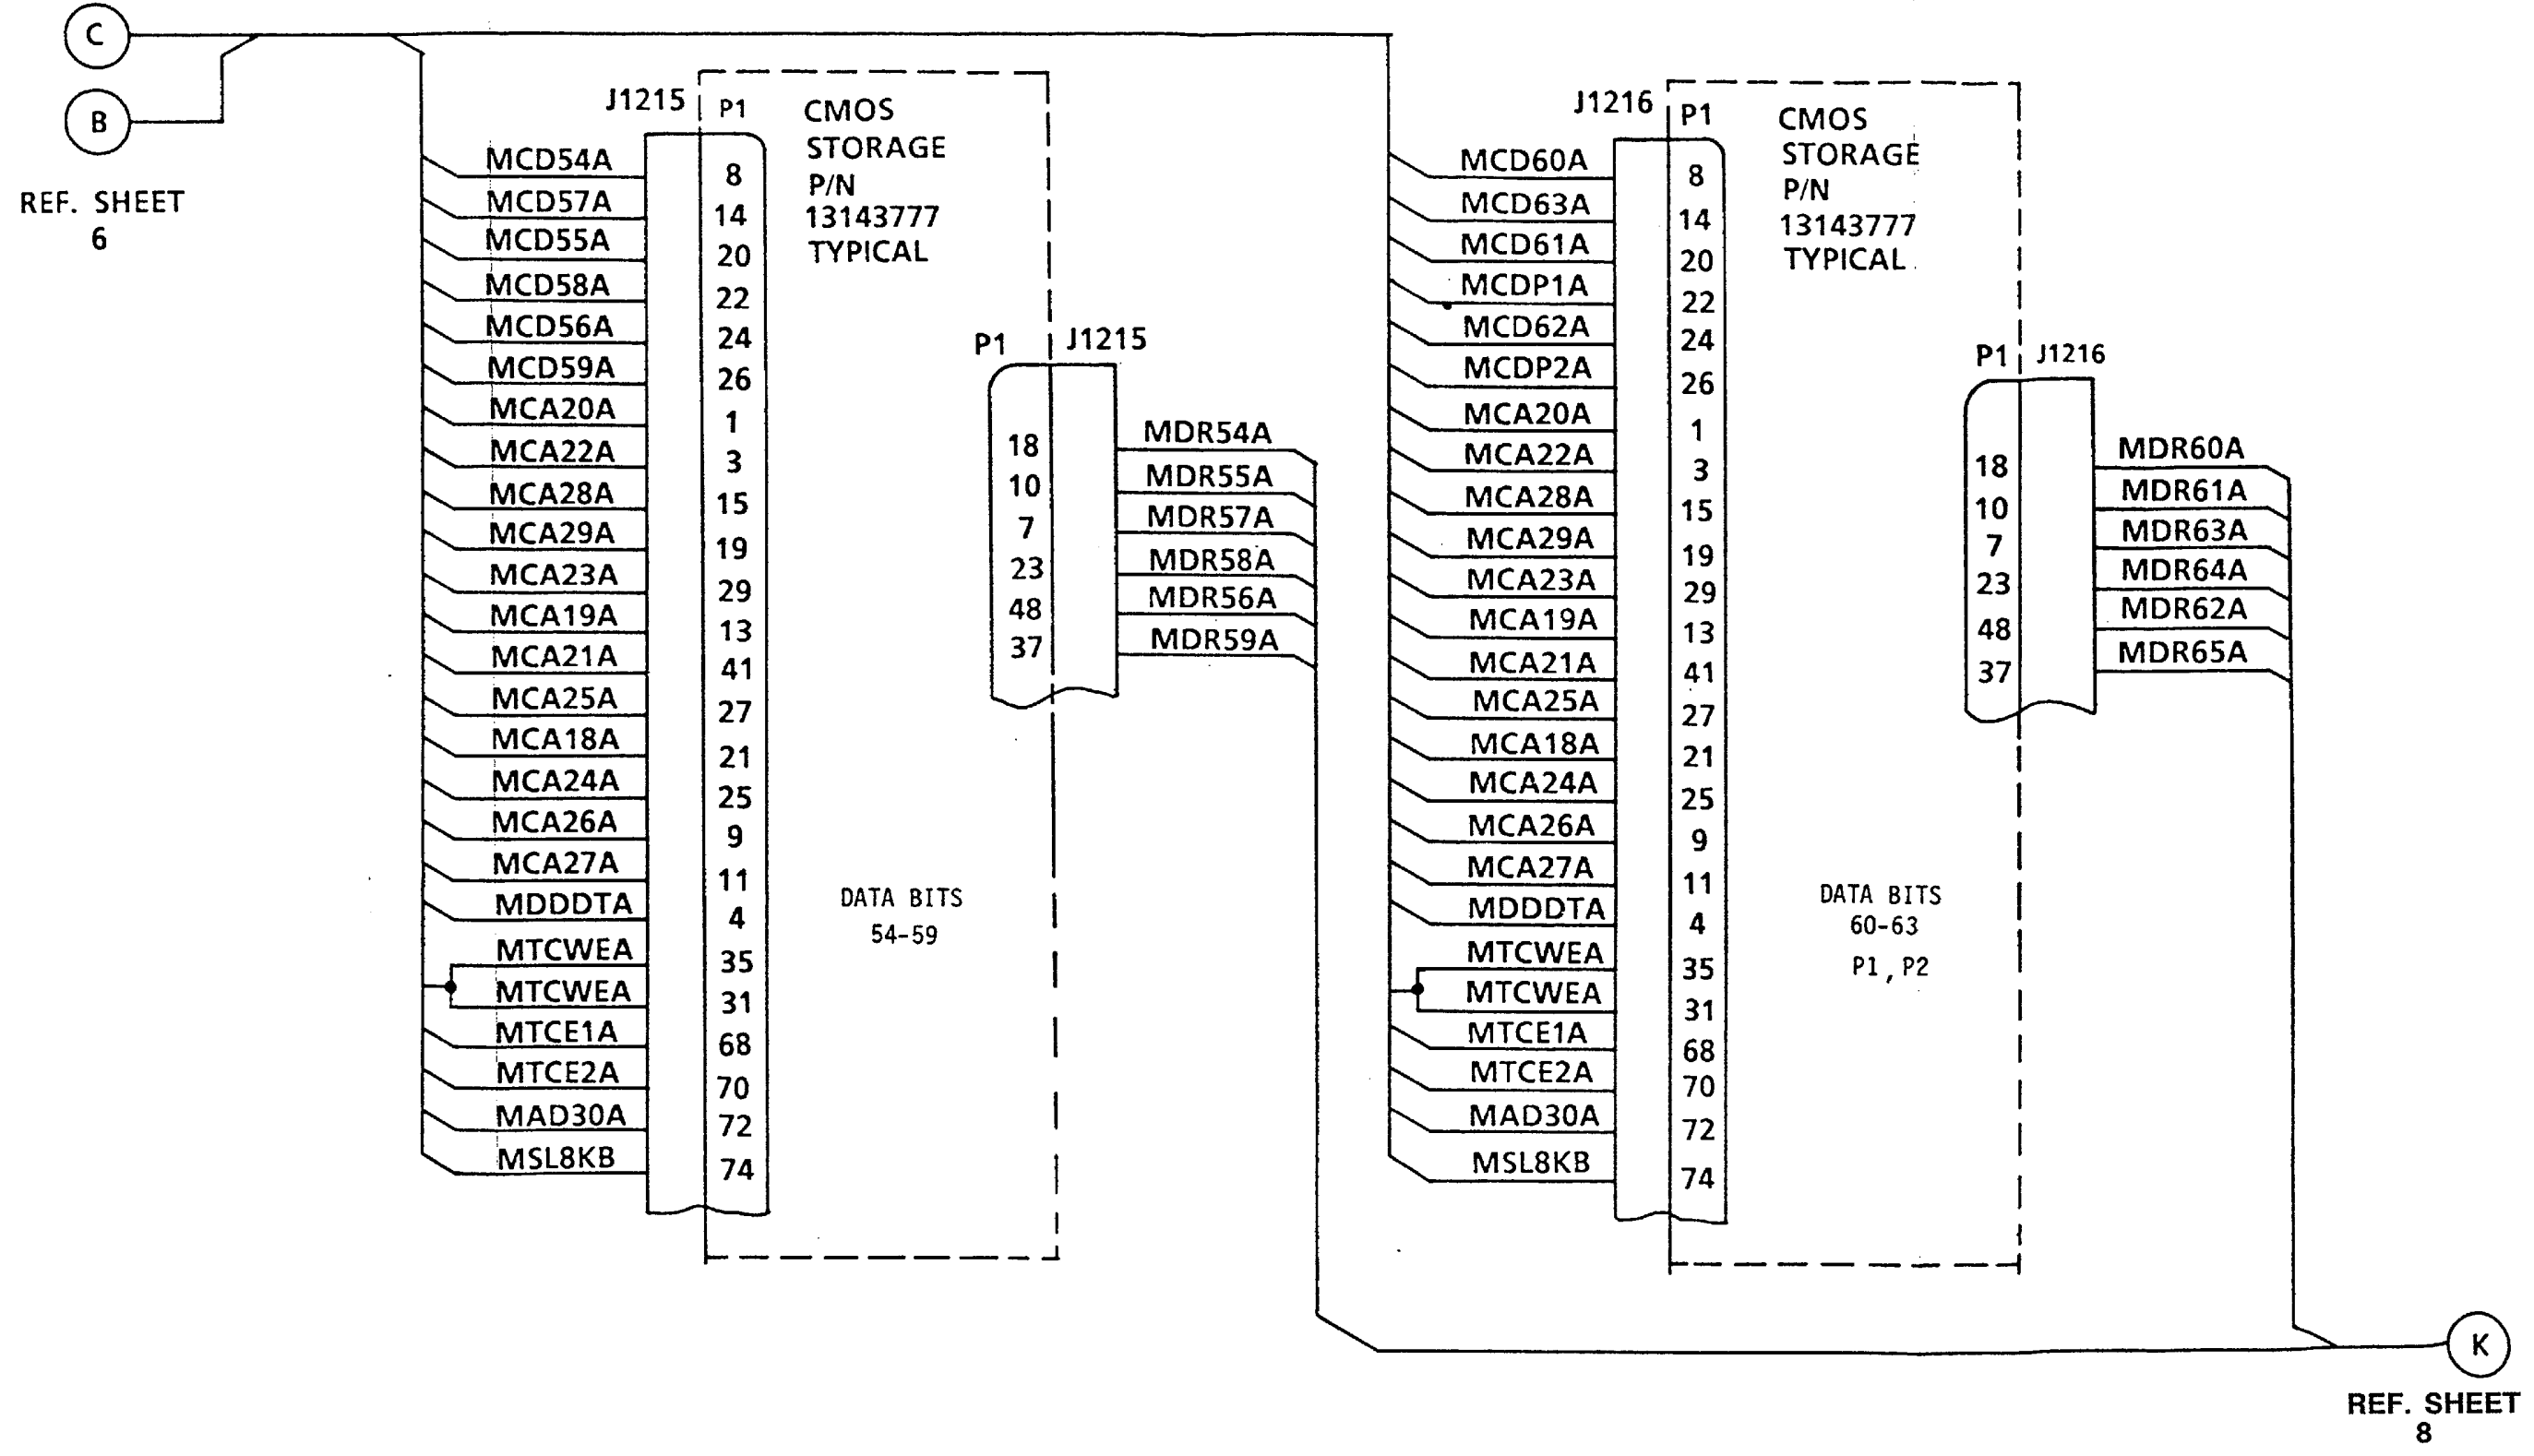 C
B
REF. SHEET
6
J1215
P1
CMOS
STORAGE
P/N
13143777
TYPICAL
MCD54A 8
MCD57A 14
MCD55A 20
MCD58A 22
MCD56A 24
MCD59A 26
MCA20A 1
MCA22A 3
MCA28A 15
MCA29A 19
MCA23A 29
MCA19A 13
MCA21A 41
MCA25A 27
MCA18A 21
MCA24A 25
MCA26A 9
MCA27A 11
MDDDTA 4
MTCWEA 35
MTCWEA 31
MTCE1A 68
MTCE2A 70
MAD30A 72
MSL8KB 74
DATA BITS
54-59
P1 J1215
18 MDR54A
10 MDR55A
7 MDR57A
23 MDR58A
48 MDR56A
37 MDR59A
J1216
P1
CMOS
STORAGE
P/N
13143777
TYPICAL
MCD60A 8
MCD63A 14
MCD61A 20
MCDP1A 22
MCD62A 24
MCDP2A 26
MCA20A 1
MCA22A 3
MCA28A 15
MCA29A 19
MCA23A 29
MCA19A 13
MCA21A 41
MCA25A 27
MCA18A 21
MCA24A 25
MCA26A 9
MCA27A 11
MDDDTA 4
MTCWEA 35
MTCWEA 31
MTCE1A 68
MTCE2A 70
MAD30A 72
MSL8KB 74
DATA BITS
60-63
P1, P2
P1 J1216
18 MDR60A
10 MDR61A
7 MDR63A
23 MDR64A
48 MDR62A
37 MDR65A
K
REF. SHEET
8